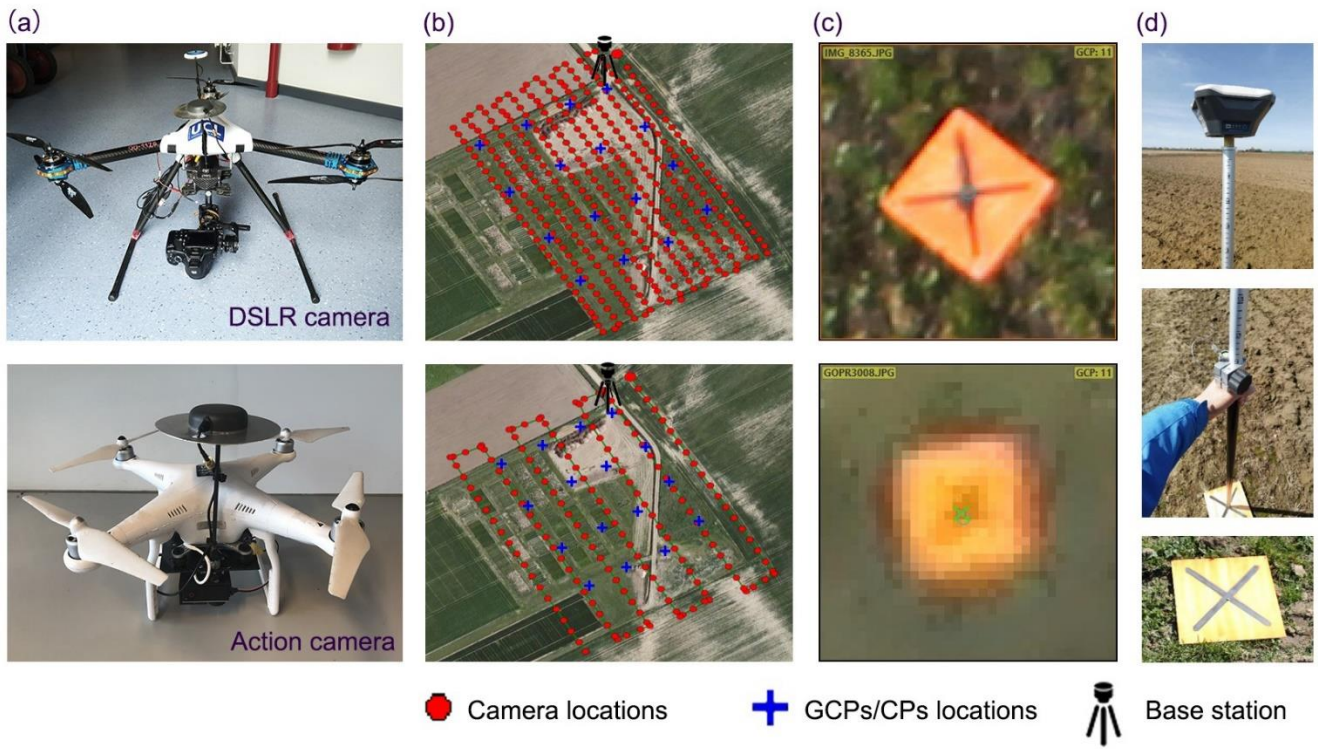 (a)
(b)
(c)
(d)
DSLR camera
IMG_8365.JPG
GCP: 11
Action camera
GOPR3008.JPG
GCP: 11
Camera locations
GCPs/CPs locations
Base station